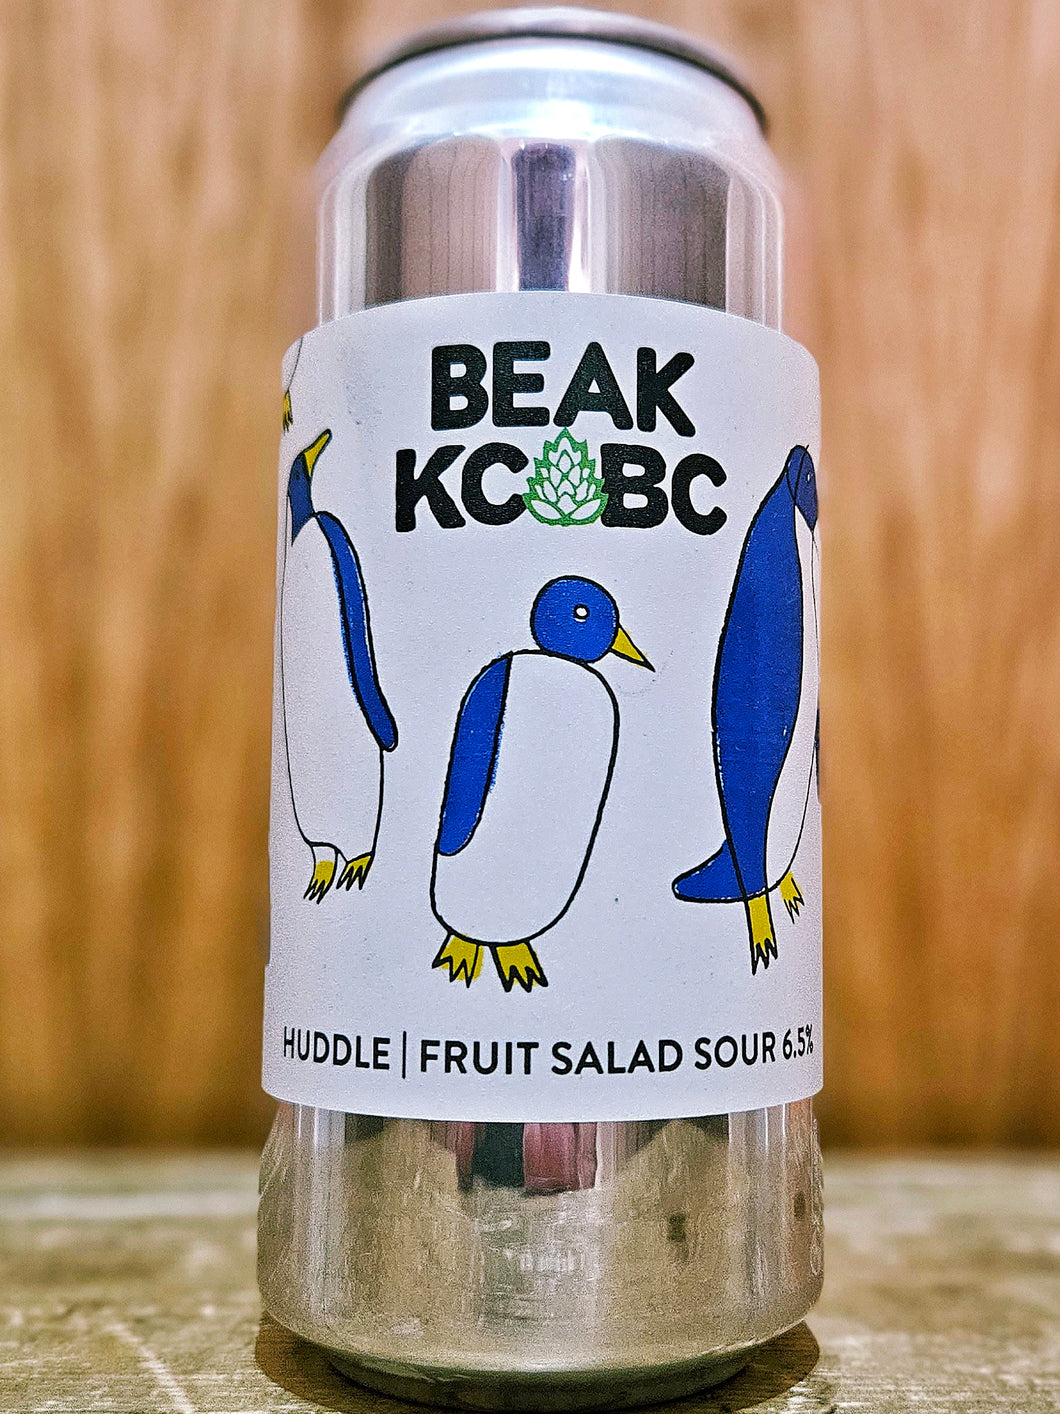 BEAK
KCBC
HUDDLE | FRUIT SALAD SOUR 6.5%